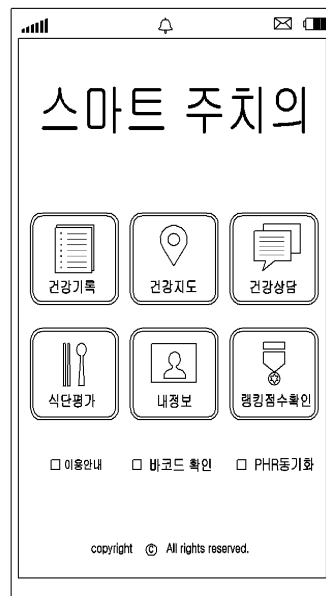 스마트 주치의
건강기록 건강지도 건강상담
식단평가 내정보 랭킹점수확인
□ 이용안내 □ 바코드 확인 □ PHR동기화
copyright ⓒ All rights reserved.